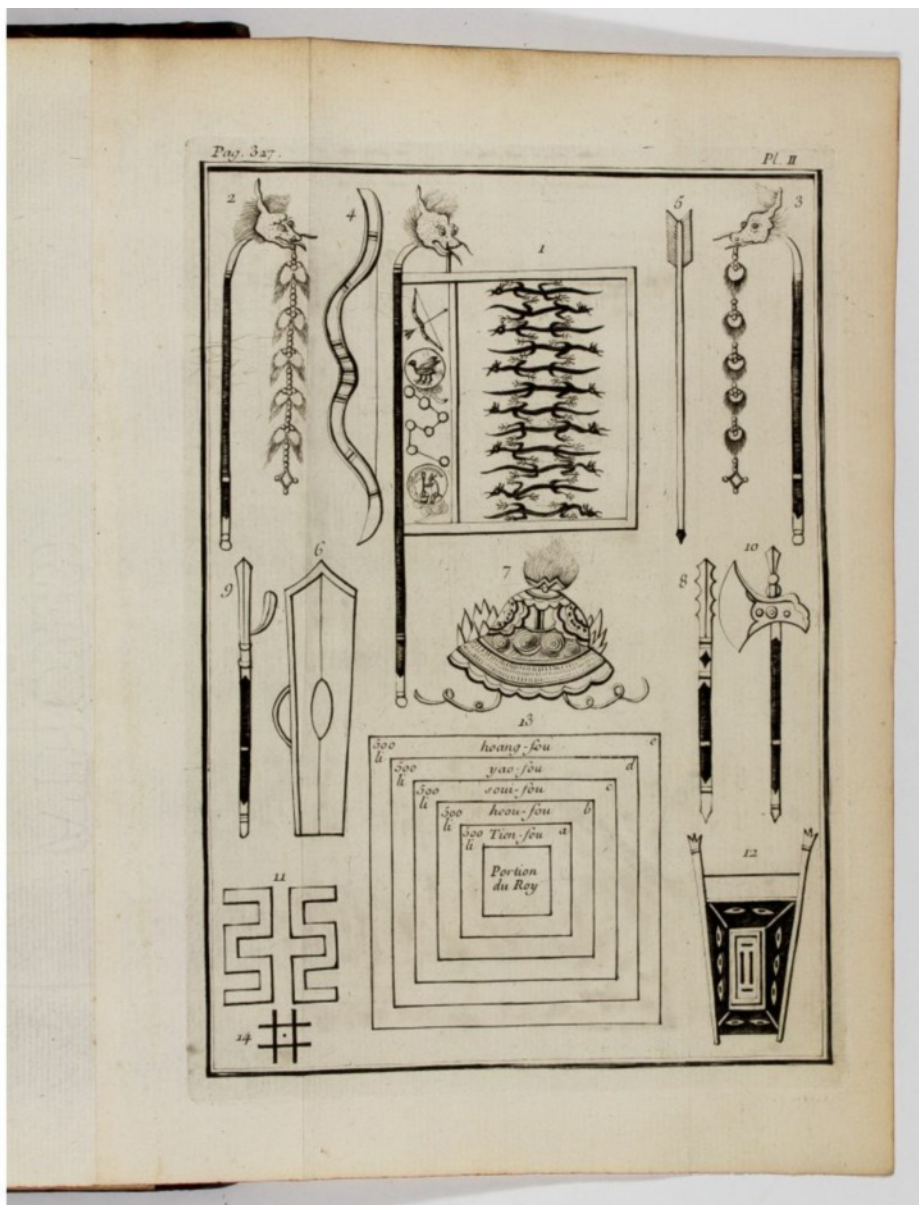 Pag. 327.
Pl. II
2
4
1
5
3
9
6
7
8
10
13
500 li hoang-fou e
500 li yao-fou d
500 li soui-fou c
500 li heou-fou b
500 li Tien-fou a
Portion
du Roy
11
12
14